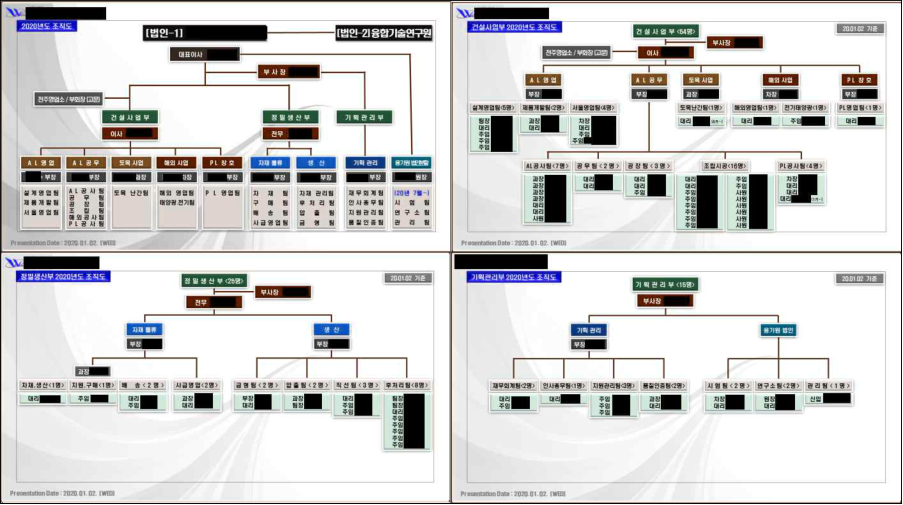 2020년도 조직도
[법인-1]
[법인-2]융합기술연구원
대표이사
부사장
전주영업소 / 부회장(고문)
건설사업부
정밀생산부
기획관리부
이사
전무
AL영업
AL공무
토목사업
해외사업
PL창호
자재물류
생 산
기획관리
부장
부장
과장
부장
부장
부장
부장
원장
설계영업팀
제품개발팀
서울영업팀
AL공사팀
공무팀
공장팀
조립팀
해외공사팀
PL공사팀
토목 난간팀
해외 영업팀
태양광.전기팀
PL 영업팀
자재팀
구매팀
배송팀
사급영업팀
자재 관리팀
후처리팀
압출팀
금형팀
재무회계팀
인사총무팀
지원관리팀
품질인증팀
(20년 7월~)
시험팀
연구소팀
관리팀
Presentation Date : 2020. 01. 02. (WED)
건설사업부 2020년도 조직도
건설사업부 <54명>
20.01.02 기준
부사장
전주영업소 / 부회장(고문)
이사
AL영업
AL공무
토목사업
해외사업
PL창호
부장
부장
과장
차장
부장
설계영업팀(5명)
제품개발팀(2명)
서울영업팀(4명)
토목난간팀(1명)
해외영업팀(1명)
전기태양광(1명)
PL영업팀(1명)
팀장
대리
주임
주임
주임
과장
대리
차장
대리
주임
주임
대리
대리
주임
대리
AL공사팀<7명>
공무팀<2명>
공장팀<3명>
조립시공<16명>
PL공사팀<4명>
과장
과장
과장
대리
대리
대리
사원
과장
주임
대리
대리
대리
대리
대리
대리
대리
주임
주임
주임
주임
주임
주임
사원
사원
사원
사원
사원
차장
과장
대리
대리
Presentation Date : 2020. 01. 02. (WED)
정밀생산부 2020년도 조직도
정밀생산부 <26명>
20.01.02 기준
부사장
전무
자재 물류
생 산
부장
부장
과장
자재.생산<1명>
지원.구매<1명>
배 송<2명>
사급영업<2명>
금형팀<2명>
압출팀<2명>
직선팀<3명>
후처리팀<8명>
대리
주임
대리
주임
과장
대리
부장
대리
과장
팀장
대리
주임
주임
팀장
팀장
대리
주임
주임
주임
주임
주임
Presentation Date : 2020. 01. 02. (WED)
기획관리부 2020년도 조직도
기획관리부 <16명>
20.01.02 기준
부사장
기획 관리
융기원 법인
부장
재무회계팀<2명>
인사총무팀<1명>
지원관리팀<3명>
품질인증팀<2명>
시험팀<2명>
연구소팀<2명>
관리팀<1명>
대리
주임
대리
주임
주임
주임
과장
대리
차장
대리
원장
대리
신입
Presentation Date : 2020. 01. 02. (WED)